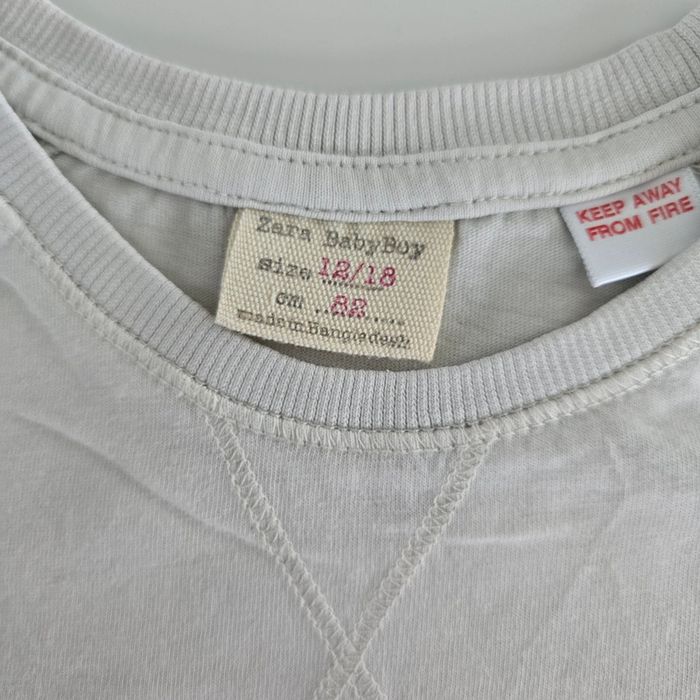 Zara BabyBoy
size 12/18
cm ..82....
made in Bangladesh
KEEP AWAY
FROM FIRE